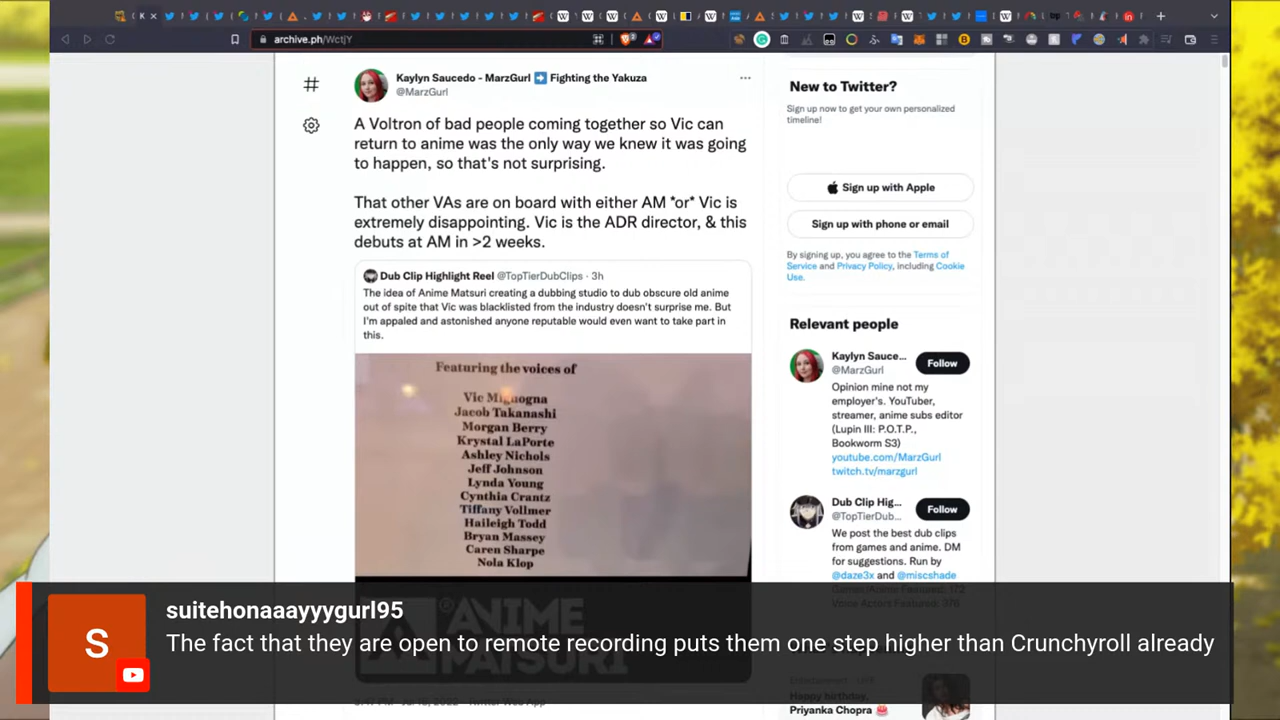 archive.ph/WctjY
Kaylyn Saucedo - MarzGurl ➡ Fighting the Yakuza
@MarzGurl
A Voltron of bad people coming together so Vic can
return to anime was the only way we knew it was going
to happen, so that's not surprising.
That other VAs are on board with either AM *or* Vic is
extremely disappointing. Vic is the ADR director, & this
debuts at AM in >2 weeks.
Dub Clip Highlight Reel @TopTierDubClips · 3h
The idea of Anime Matsuri creating a dubbing studio to dub obscure old anime
out of spite that Vic was blacklisted from the industry doesn't surprise me. But
I'm appaled and astonished anyone reputable would even want to take part in
this.
Featuring the voices of
Vic Mignogna
Jacob Takanashi
Morgan Berry
Krystal LaPorte
Ashley Nichols
Jeff Johnson
Lynda Young
Cynthia Crantz
Tiffany Vollmer
Haileigh Todd
Bryan Massey
Caren Sharpe
Nola Klop
ANIME
MATSURI
New to Twitter?
Sign up now to get your own personalized
timeline!
Sign up with Apple
Sign up with phone or email
By signing up, you agree to the Terms of
Service and Privacy Policy, including Cookie
Use.
Relevant people
Kaylyn Sauce...
@MarzGurl
Follow
Opinion mine not my
employer's. YouTuber,
streamer, anime subs editor
(Lupin III: P.O.T.P.,
Bookworm S3)
youtube.com/MarzGurl
twitch.tv/marzgurl
Dub Clip Hig...
@TopTierDub...
Follow
We post the best dub clips
from games and anime. DM
for suggestions. Run by
@daze3x and @miscshade
Games/Anime Featured: 172
Voice Actors Featured: 376
Happy birthday,
Priyanka Chopra
S
suitehonaaayyygurl95
The fact that they are open to remote recording puts them one step higher than Crunchyroll already